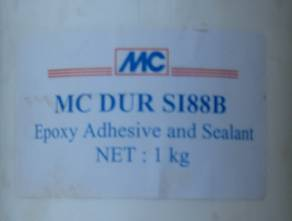 MC
MC DUR SI88B
Epoxy Adhesive and Sealant
NET : 1 kg